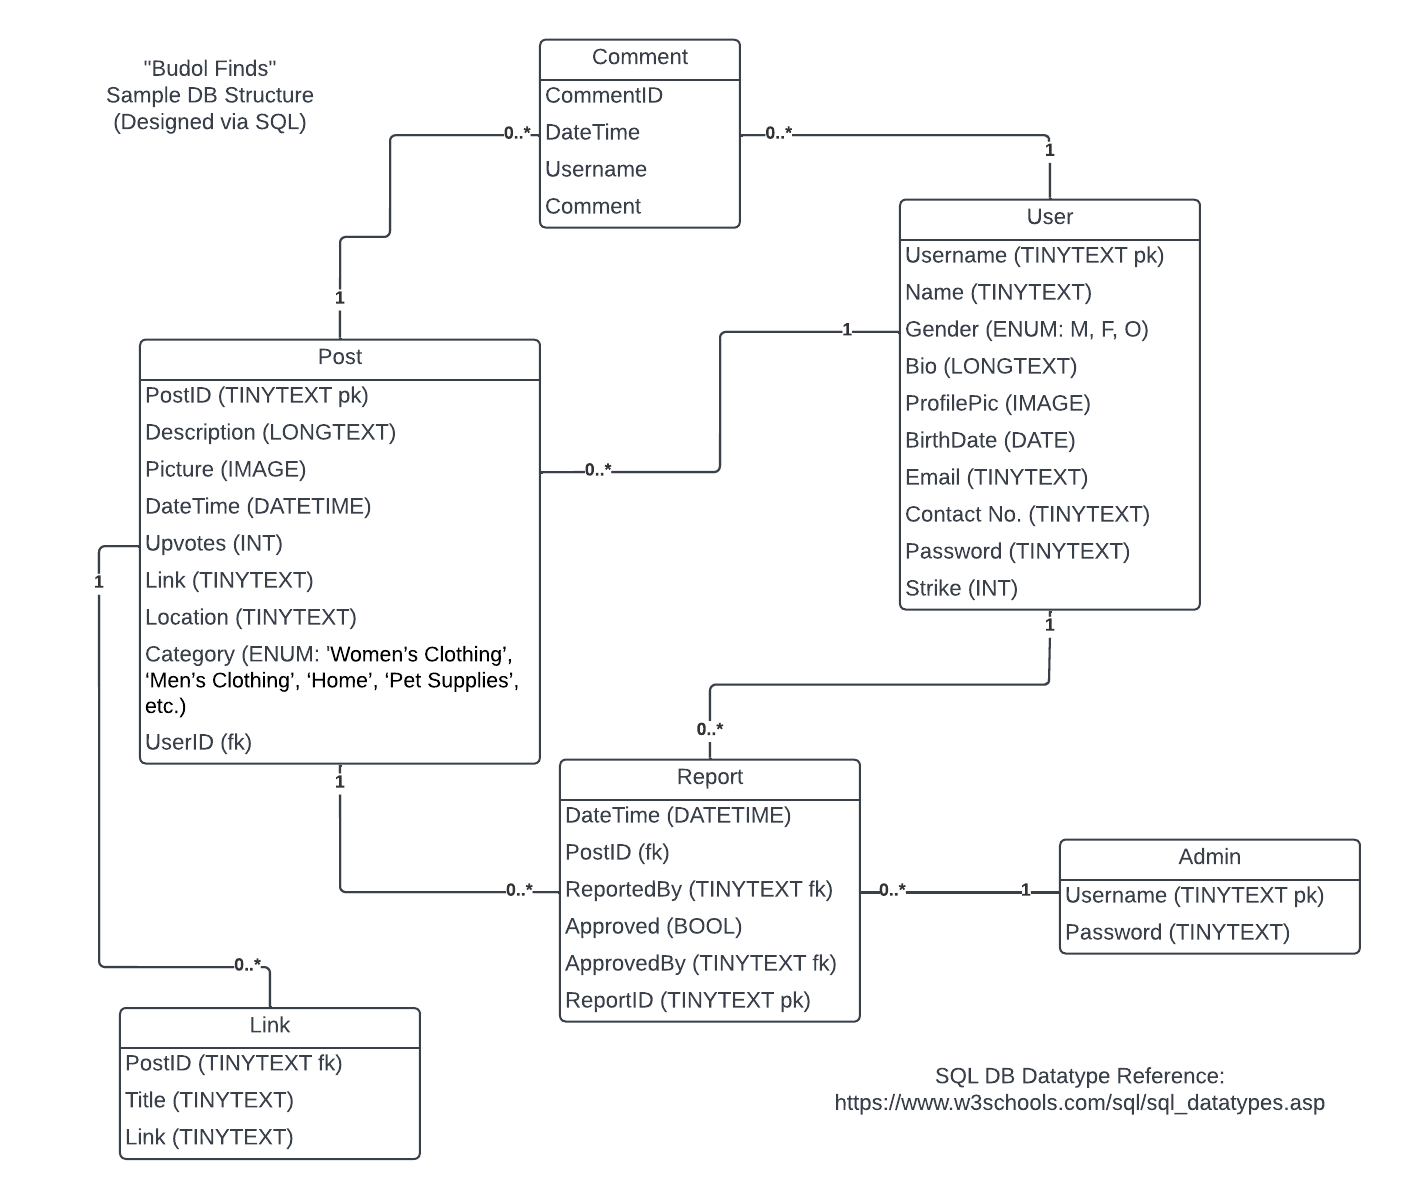 "Budol Finds"
Sample DB Structure
(Designed via SQL)
Comment
CommentID
DateTime
Username
Comment
0..*
0..*
1
1
User
Username (TINYTEXT pk)
Name (TINYTEXT)
Gender (ENUM: M, F, O)
Bio (LONGTEXT)
ProfilePic (IMAGE)
BirthDate (DATE)
Email (TINYTEXT)
Contact No. (TINYTEXT)
Password (TINYTEXT)
Strike (INT)
1
0..*
Post
PostID (TINYTEXT pk)
Description (LONGTEXT)
Picture (IMAGE)
DateTime (DATETIME)
Upvotes (INT)
Link (TINYTEXT)
Location (TINYTEXT)
Category (ENUM: 'Women’s Clothing’,
‘Men’s Clothing’, ‘Home’, ‘Pet Supplies’,
etc.)
UserID (fk)
1
1
0..*
1
0..*
Report
DateTime (DATETIME)
PostID (fk)
ReportedBy (TINYTEXT fk)
Approved (BOOL)
ApprovedBy (TINYTEXT fk)
ReportID (TINYTEXT pk)
0..*
1
Admin
Username (TINYTEXT pk)
Password (TINYTEXT)
0..*
Link
PostID (TINYTEXT fk)
Title (TINYTEXT)
Link (TINYTEXT)
SQL DB Datatype Reference:
https://www.w3schools.com/sql/sql_datatypes.asp